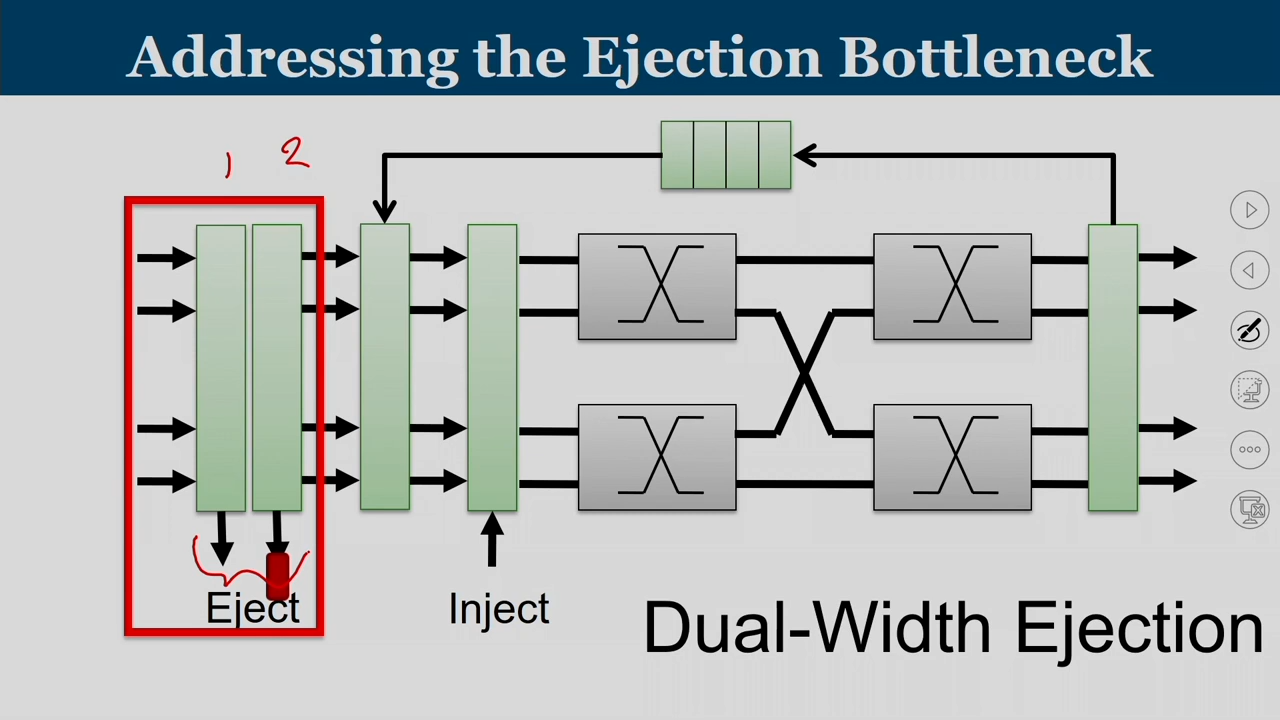 Addressing the Ejection Bottleneck
1 2
Eject
Inject
Dual-Width Ejection